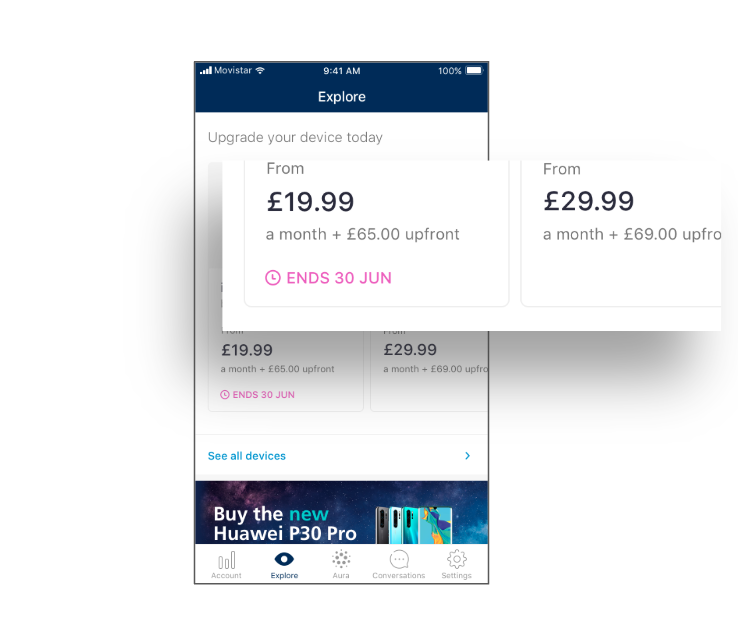 Movistar 9:41 AM 100%
Explore
Upgrade your device today
From
£19.99
a month + £65.00 upfront
ENDS 30 JUN
From
£29.99
a month + £69.00 upfro
From
£19.99
a month + £65.00 upfront
ENDS 30 JUN
From
£29.99
a month + £69.00 upfro
See all devices
Buy the new
Huawei P30 Pro
Account Explore Aura Conversations Settings